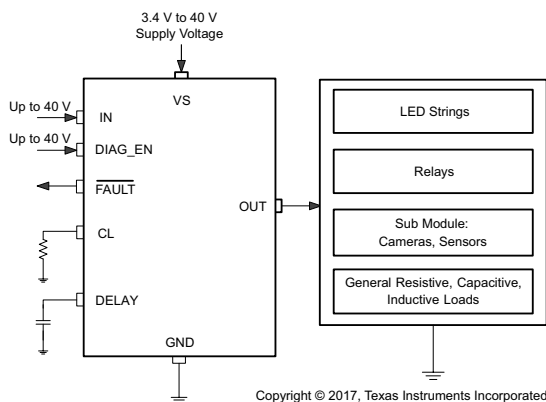 3.4 V to 40 V
Supply Voltage
VS
Up to 40 V
IN
Up to 40 V
DIAG_EN
FAULT
OUT
CL
DELAY
GND
LED Strings
Relays
Sub Module:
Cameras, Sensors
General Resistive, Capacitive,
Inductive Loads
Copyright © 2017, Texas Instruments Incorporated